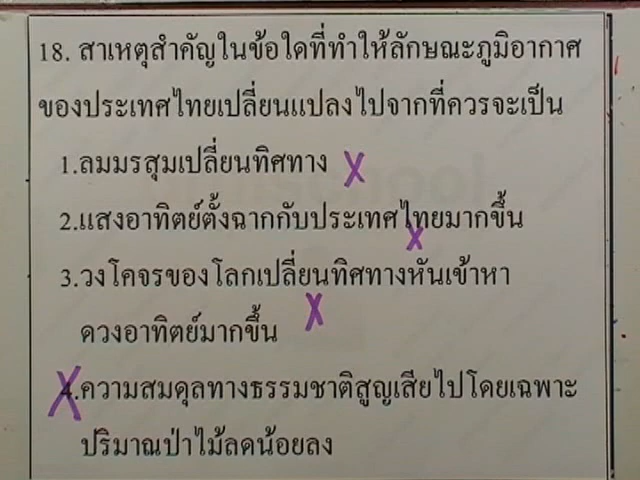 18. สาเหตุสำคัญในข้อใดที่ทำให้ลักษณะภูมิอากาศ
ของประเทศไทยเปลี่ยนแปลงไปจากที่ควรจะเป็น
1.ลมมรสุมเปลี่ยนทิศทาง
2.แสงอาทิตย์ตั้งฉากกับประเทศไทยมากขึ้น
3.วงโคจรของโลกเปลี่ยนทิศทางหันเข้าหา
ดวงอาทิตย์มากขึ้น
4.ความสมดุลทางธรรมชาติสูญเสียไปโดยเฉพาะ
ปริมาณป่าไม้ลดน้อยลง